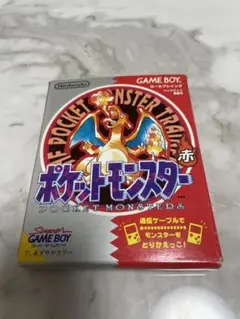 Nintendo
GAME BOY
ロールプレイング
POCKET MONSTER TRAINER
赤
ポケットモンスター
POCKET MONSTERS
通信ケーブルで
モンスターを
とりかえっこ!
Super
GAME BOY